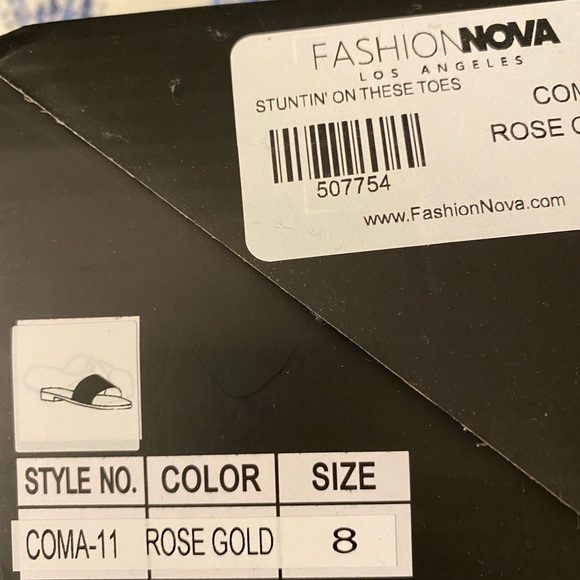 FASHIONNOVA
LOS ANGELES
STUNTIN' ON THESE TOES
507754
www.FashionNova.com
ROSE
STYLE NO. COLOR SIZE
COMA-11 ROSE GOLD 8